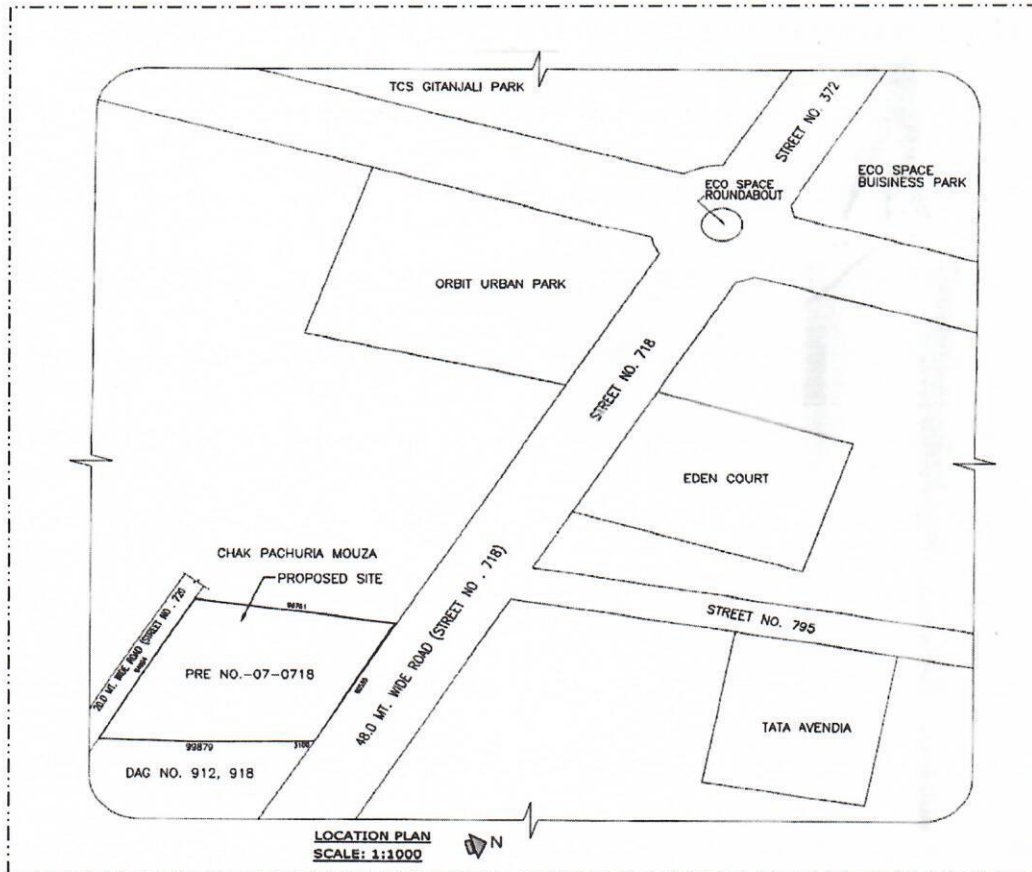 TCS GITANJALI PARK
STREET NO. 372
ECO SPACE
ROUNDABOUT
ECO SPACE
BUISINESS PARK
ORBIT URBAN PARK
STREET NO. 718
EDEN COURT
CHAK PACHURIA MOUZA
PROPOSED SITE
20.0 MT. WIDE ROAD (STREET NO . 720
PRE NO.-07-0718
48.0 MT. WIDE ROAD (STREET NO . 718)
STREET NO. 795
TATA AVENDIA
99879
3100
DAG NO. 912, 918
LOCATION PLAN
N
SCALE: 1:1000